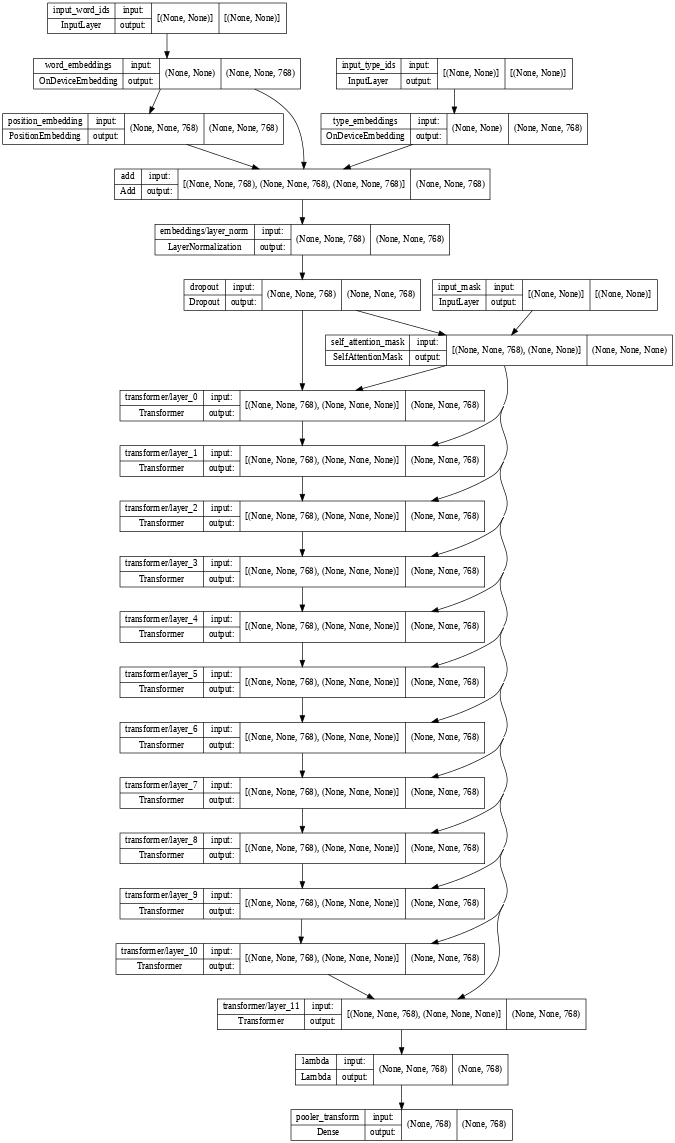 input_word_ids input: [(None, None)] [(None, None)]
InputLayer output:
word_embeddings input: (None, None) (None, None, 768)
OnDeviceEmbedding output:
input_type_ids input: [(None, None)] [(None, None)]
InputLayer output:
position_embedding input: (None, None, 768) (None, None, 768)
PositionEmbedding output:
type_embeddings input: (None, None) (None, None, 768)
OnDeviceEmbedding output:
add input: [(None, None, 768), (None, None, 768), (None, None, 768)] (None, None, 768)
Add output:
embeddings/layer_norm input: (None, None, 768) (None, None, 768)
LayerNormalization output:
dropout input: (None, None, 768) (None, None, 768)
Dropout output:
input_mask input: [(None, None)] [(None, None)]
InputLayer output:
self_attention_mask input: [(None, None, 768), (None, None)] (None, None, None)
SelfAttentionMask output:
transformer/layer_0 input: [(None, None, 768), (None, None, None)] (None, None, 768)
Transformer output:
transformer/layer_1 input: [(None, None, 768), (None, None, None)] (None, None, 768)
Transformer output:
transformer/layer_2 input: [(None, None, 768), (None, None, None)] (None, None, 768)
Transformer output:
transformer/layer_3 input: [(None, None, 768), (None, None, None)] (None, None, 768)
Transformer output:
transformer/layer_4 input: [(None, None, 768), (None, None, None)] (None, None, 768)
Transformer output:
transformer/layer_5 input: [(None, None, 768), (None, None, None)] (None, None, 768)
Transformer output:
transformer/layer_6 input: [(None, None, 768), (None, None, None)] (None, None, 768)
Transformer output:
transformer/layer_7 input: [(None, None, 768), (None, None, None)] (None, None, 768)
Transformer output:
transformer/layer_8 input: [(None, None, 768), (None, None, None)] (None, None, 768)
Transformer output:
transformer/layer_9 input: [(None, None, 768), (None, None, None)] (None, None, 768)
Transformer output:
transformer/layer_10 input: [(None, None, 768), (None, None, None)] (None, None, 768)
Transformer output:
transformer/layer_11 input: [(None, None, 768), (None, None, None)] (None, None, 768)
Transformer output:
lambda input: (None, None, 768) (None, 768)
Lambda output:
pooler_transform input: (None, 768) (None, 768)
Dense output: